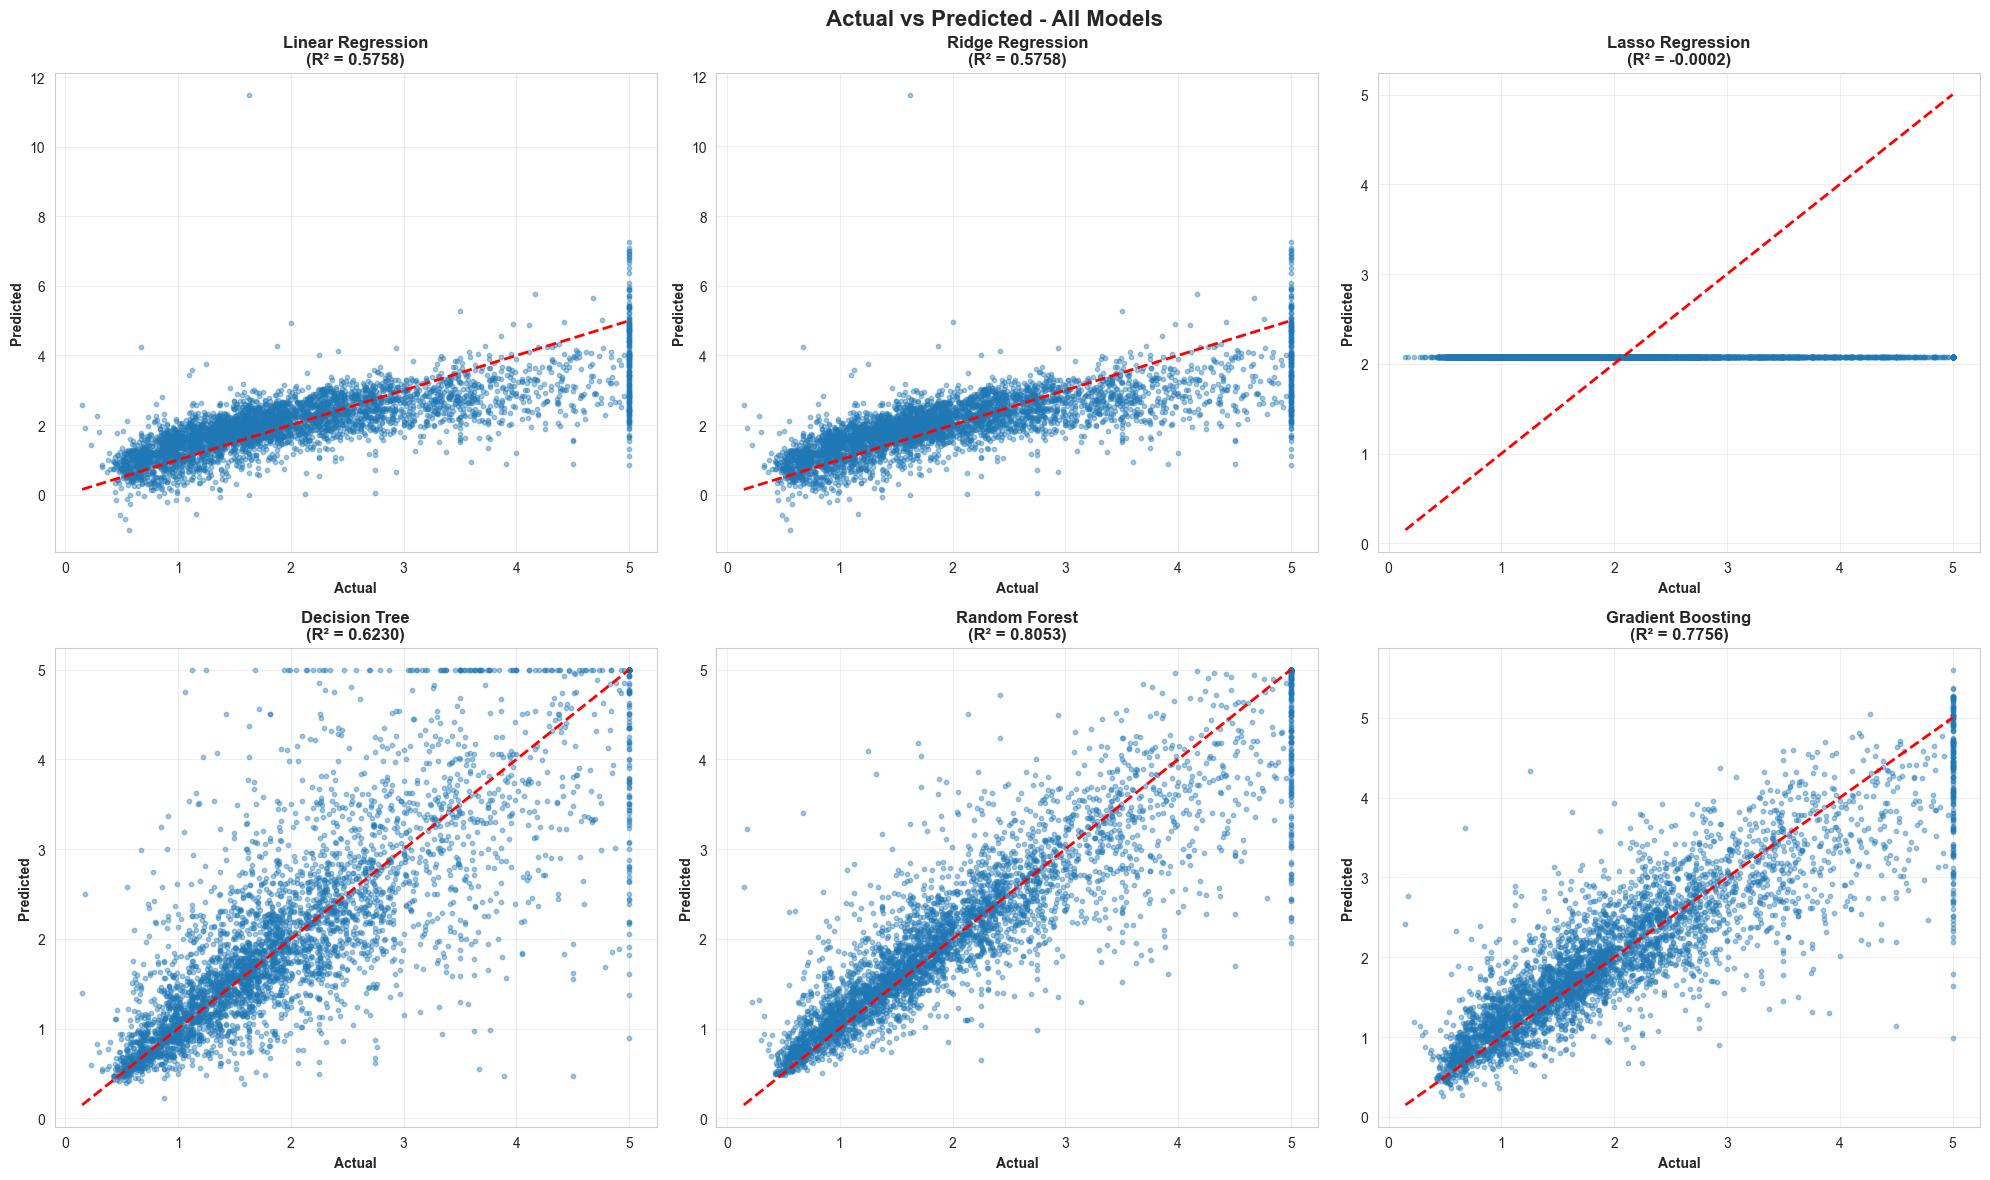 Actual vs Predicted - All Models
Linear Regression
(R² = 0.5758)
12
10
8
6
4
2
0
Predicted
0 1 2 3 4 5
Actual
Ridge Regression
(R² = 0.5758)
12
10
8
6
4
2
0
Predicted
0 1 2 3 4 5
Actual
Lasso Regression
(R² = -0.0002)
5
4
3
2
1
0
Predicted
0 1 2 3 4 5
Actual
Decision Tree
(R² = 0.6230)
5
4
3
2
1
0
Predicted
0 1 2 3 4 5
Actual
Random Forest
(R² = 0.8053)
5
4
3
2
1
0
Predicted
0 1 2 3 4 5
Actual
Gradient Boosting
(R² = 0.7756)
5
4
3
2
1
0
Predicted
0 1 2 3 4 5
Actual